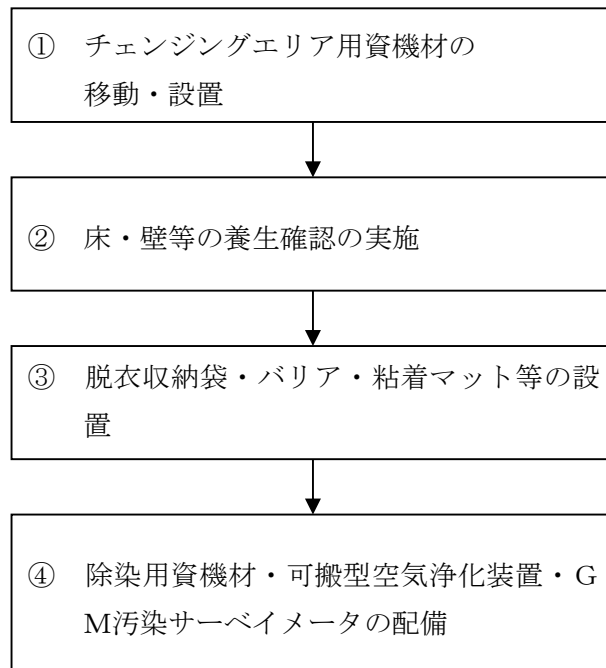 ① チェンジングエリア用資機材の
移動・設置
② 床・壁等の養生確認の実施
③ 脱衣収納袋・バリア・粘着マット等の設
置
④ 除染用資機材・可搬型空気浄化装置・G
M汚染サーベイメータの配備